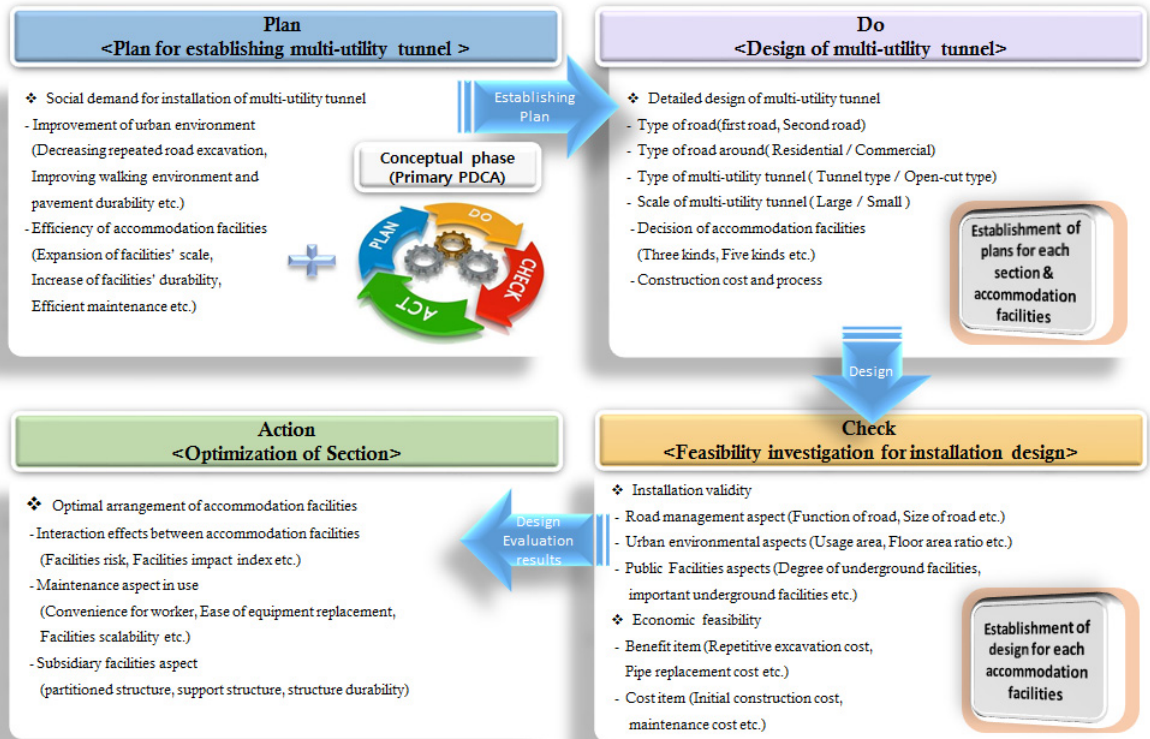 Plan
<Plan for establishing multi-utility tunnel >
❖ Social demand for installation of multi-utility tunnel
- Improvement of urban environment
(Decreasing repeated road excavation,
Improving walking environment and
pavement durability etc.)
- Efficiency of accommodation facilities
(Expansion of facilities' scale,
Increase of facilities' durability,
Efficient maintenance etc.)
Conceptual phase
(Primary PDCA)
PLAN
DO
CHECK
ACT
Establishing
Plan
Do
<Design of multi-utility tunnel>
❖ Detailed design of multi-utility tunnel
- Type of road(first road, Second road)
- Type of road around( Residential / Commercial)
- Type of multi-utility tunnel ( Tunnel type / Open-cut type)
- Scale of multi-utility tunnel ( Large / Small )
- Decision of accommodation facilities
(Three kinds, Five kinds etc.)
- Construction cost and process
Establishment of
plans for each
section &
accommodation
facilities
Design
Check
<Feasibility investigation for installation design>
❖ Installation validity
- Road management aspect (Function of road, Size of road etc.)
- Urban environmental aspects (Usage area, Floor area ratio etc.)
- Public Facilities aspects (Degree of underground facilities,
important underground facilities etc.)
❖ Economic feasibility
- Benefit item (Repetitive excavation cost,
Pipe replacement cost etc.)
- Cost item (Initial construction cost,
maintenance cost etc.)
Establishment of
design for each
accommodation
facilities
Design
Evaluation
results
Action
<Optimization of Section>
❖ Optimal arrangement of accommodation facilities
- Interaction effects between accommodation facilities
(Facilities risk, Facilities impact index etc.)
- Maintenance aspect in use
(Convenience for worker, Ease of equipment replacement,
Facilities scalability etc.)
- Subsidiary facilities aspect
(partitioned structure, support structure, structure durability)